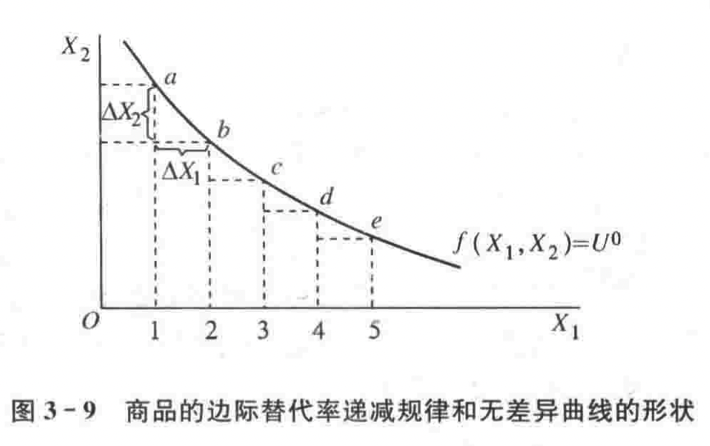 X₂
a
ΔX₂
b
ΔX₁
c
d
e
f(X₁,X₂)=U⁰
O
1 2 3 4 5
X₁
图 3-9 商品的边际替代率递减规律和无差异曲线的形状